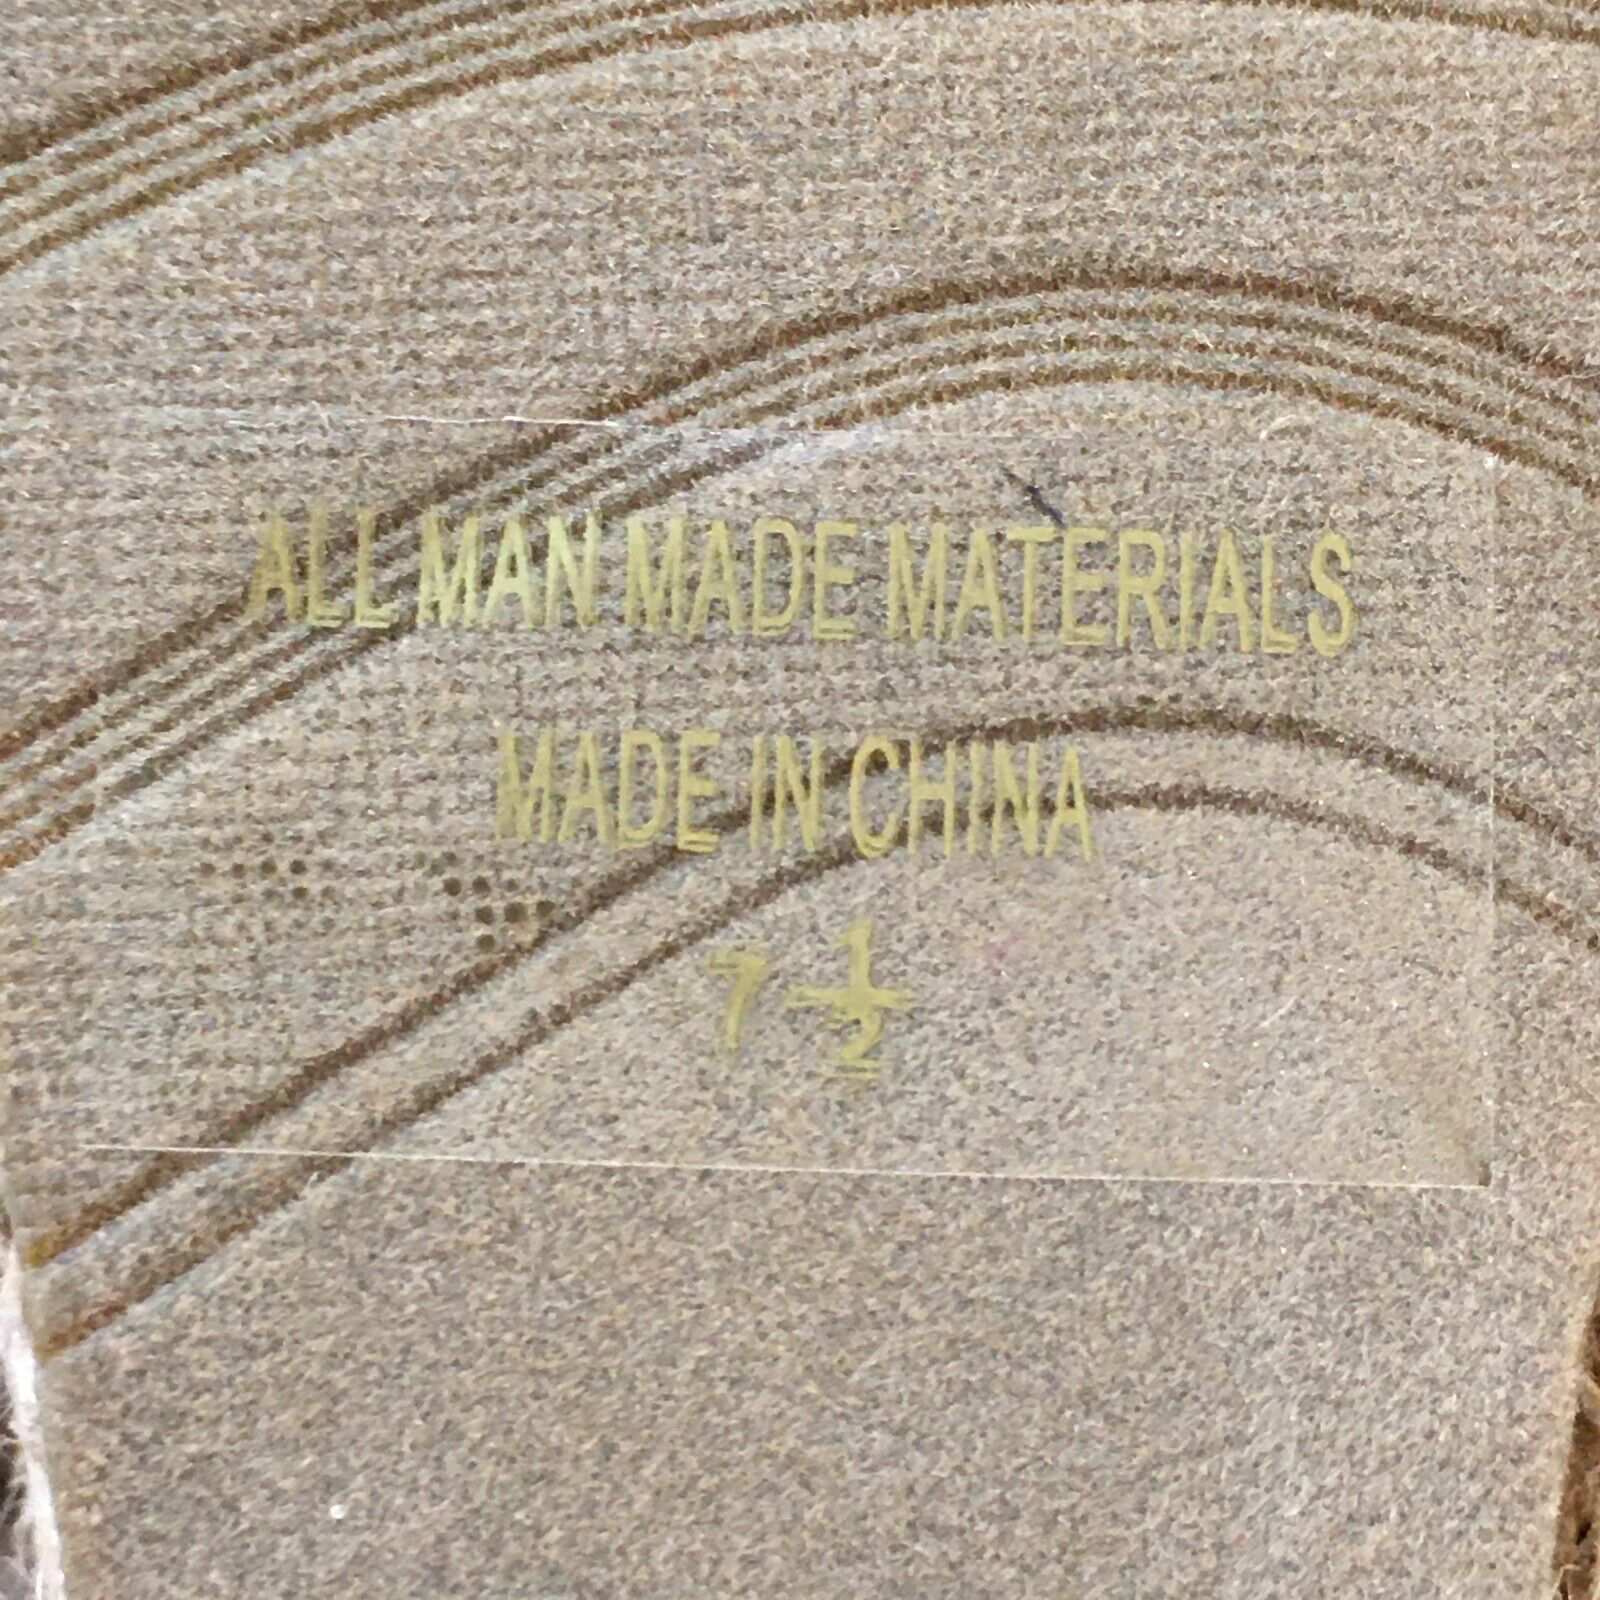 ALL MAN MADE MATERIALS
MADE IN CHINA
7 1/2